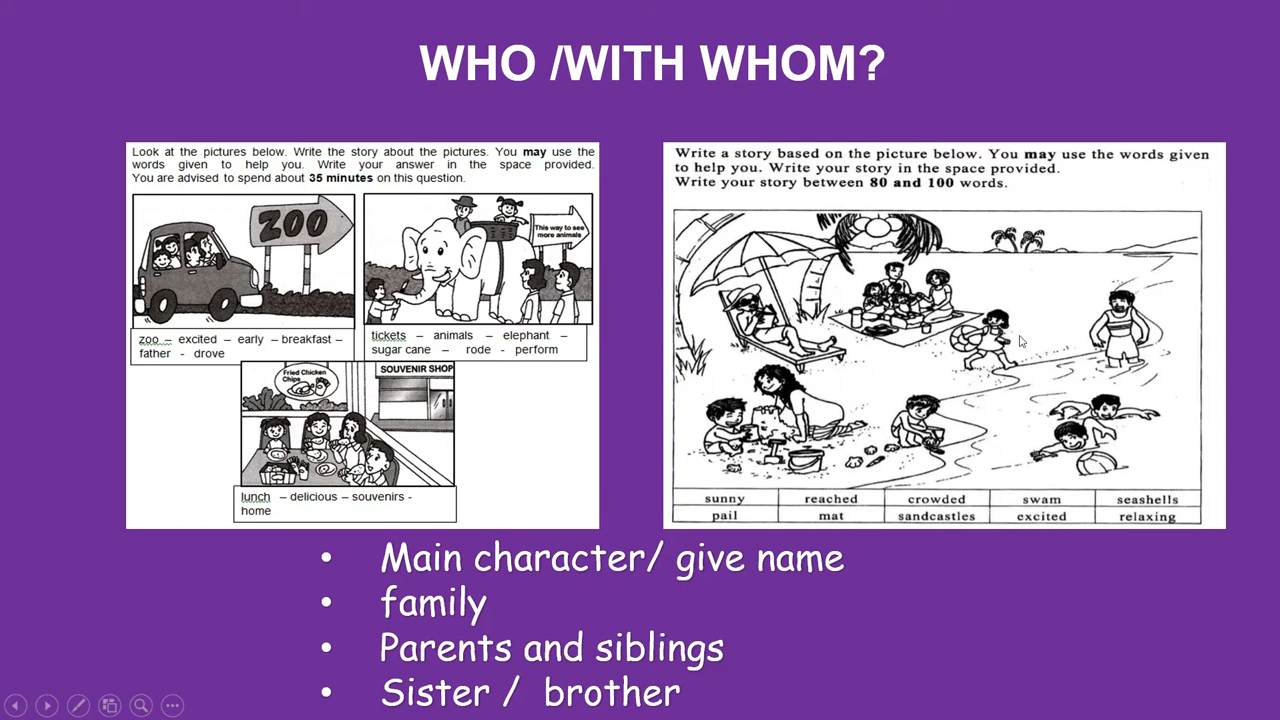 WHO /WITH WHOM?
Look at the pictures below. Write the story about the pictures. You may use the
words given to help you. Write your answer in the space provided.
You are advised to spend about 35 minutes on this question.
ZOO
This way to see
more animals
zoo – excited – early – breakfast –
father - drove
tickets – animals – elephant –
sugar cane – rode - perform
Fried Chicken
Chips
SOUVENIR SHOP
lunch – delicious – souvenirs -
home
Write a story based on the picture below. You may use the words given
to help you. Write your story in the space provided.
Write your story between 80 and 100 words.
sunny reached crowded swam seashells
pail mat sandcastles excited relaxing
• Main character/ give name
• family
• Parents and siblings
• Sister / brother